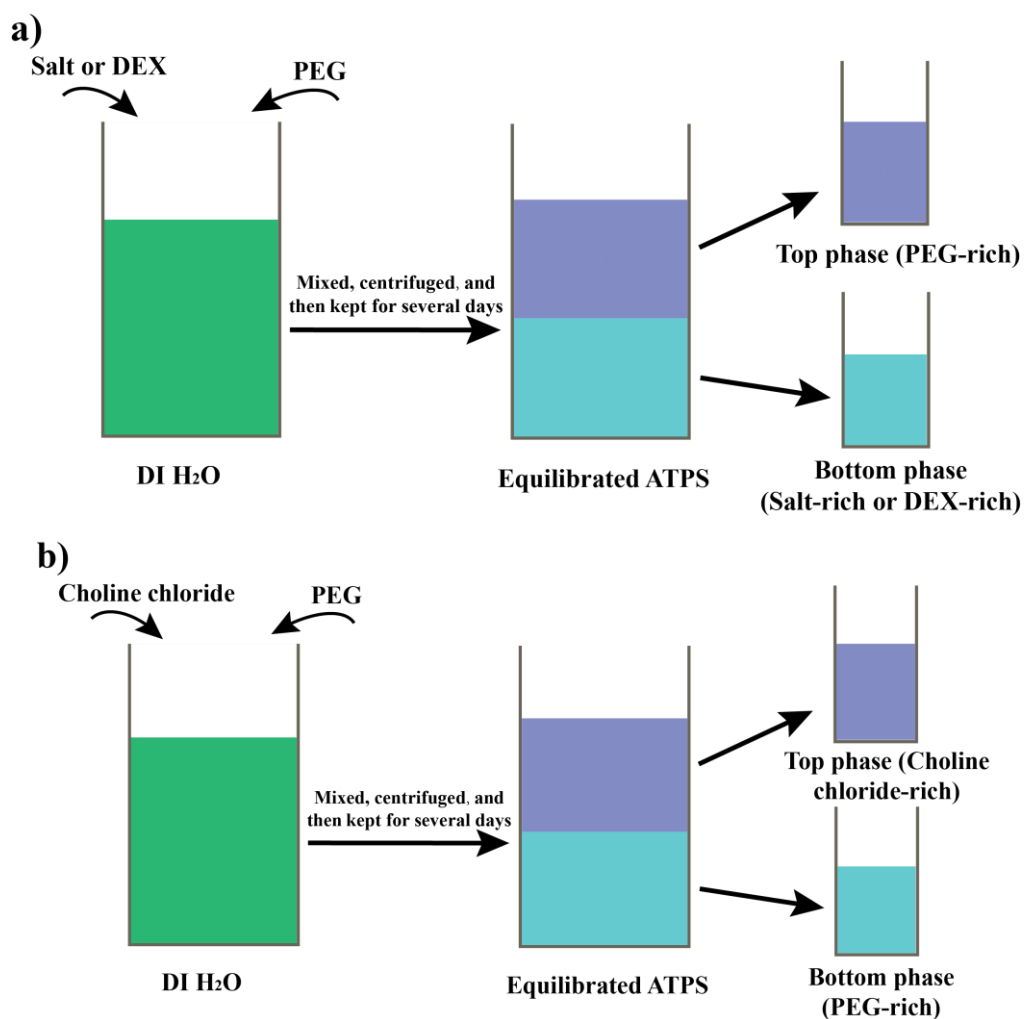 a)
Salt or DEX
PEG
Mixed, centrifuged, and
then kept for several days
DI H₂O
Equilibrated ATPS
Top phase (PEG-rich)
Bottom phase
(Salt-rich or DEX-rich)
b)
Choline chloride
PEG
Mixed, centrifuged, and
then kept for several days
DI H₂O
Equilibrated ATPS
Top phase (Choline
chloride-rich)
Bottom phase
(PEG-rich)